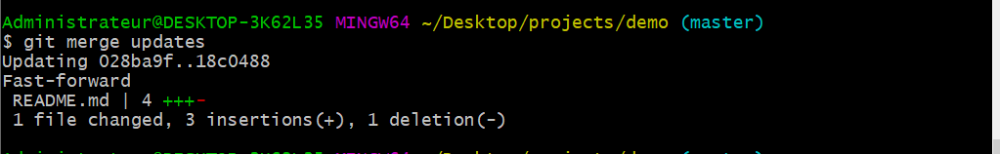 Administrateur@DESKTOP-3K62L35 MINGW64 ~/Desktop/projects/demo (master)
$ git merge updates
Updating 028ba9f..18c0488
Fast-forward
 README.md | 4 +++-
 1 file changed, 3 insertions(+), 1 deletion(-)